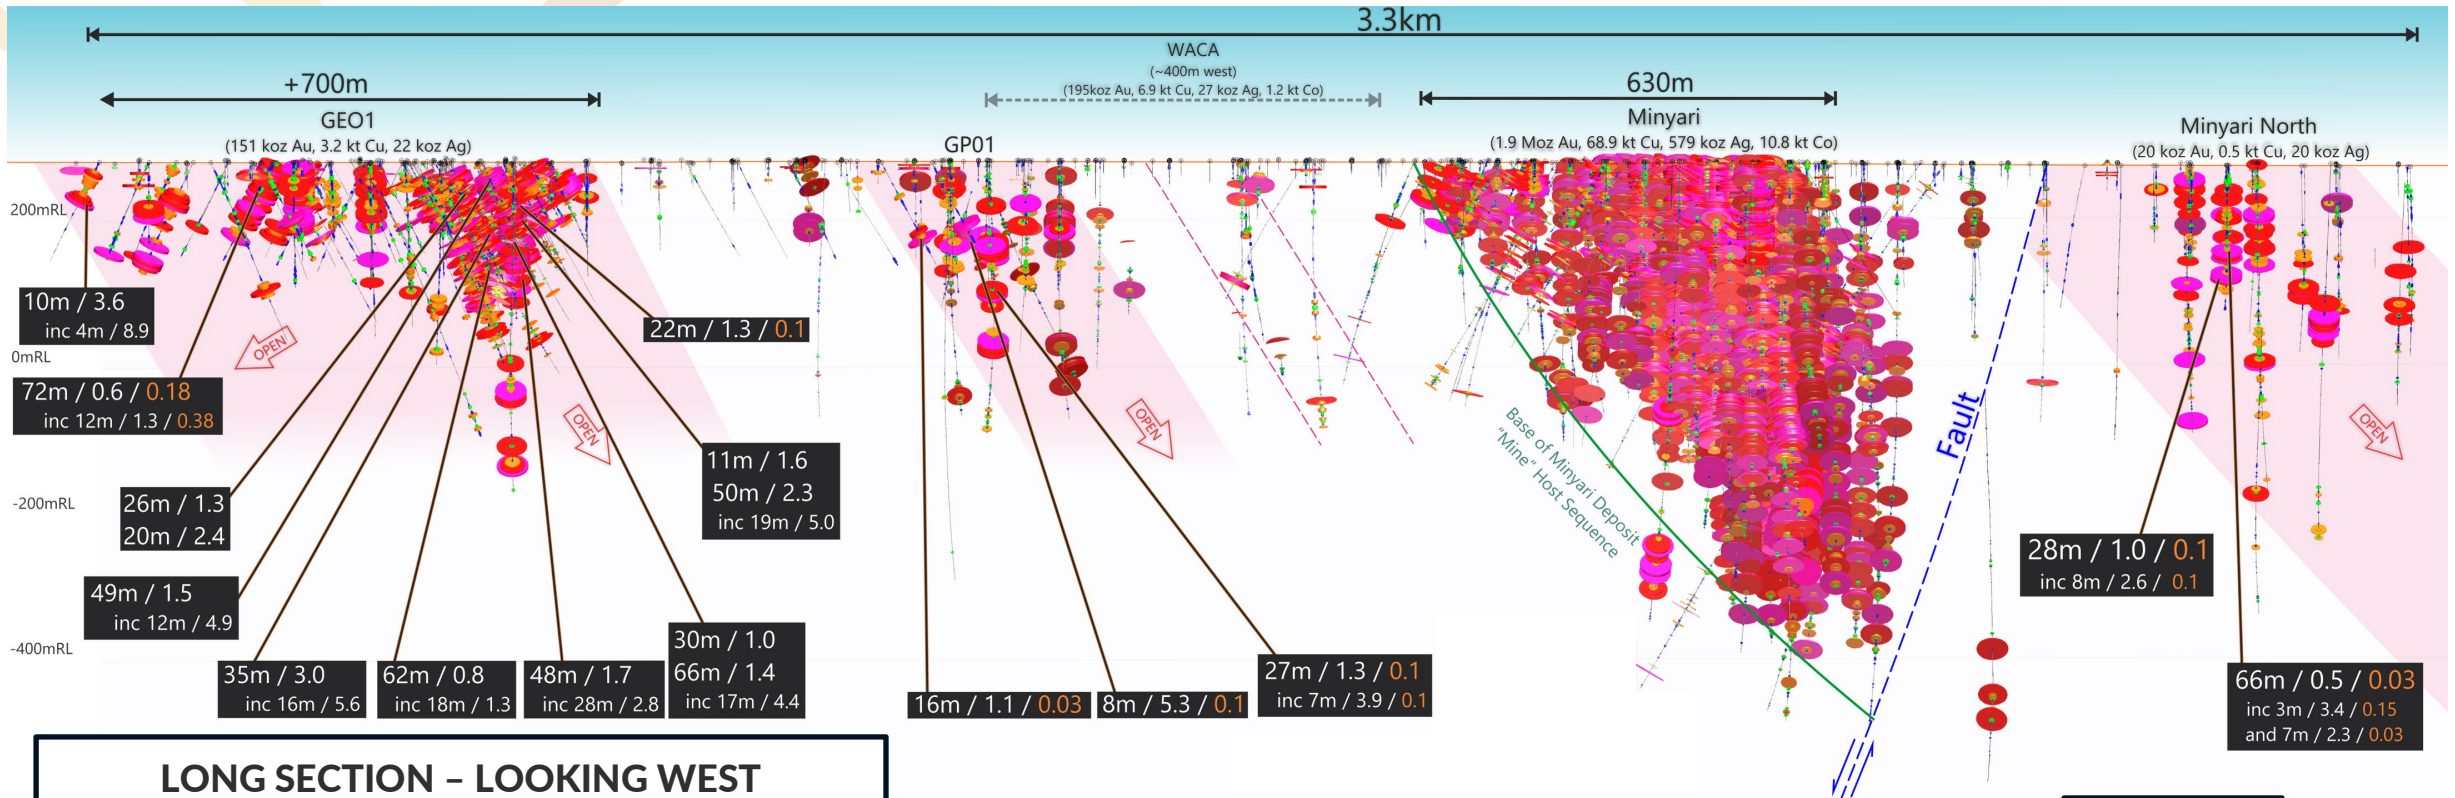 3.3km
WACA
(~400m west)
(195koz Au, 6.9 kt Cu, 27 koz Ag, 1.2 kt Co)
+700m
GEO1
(151 koz Au, 3.2 kt Cu, 22 koz Ag)
GP01
630m
Minyari
(1.9 Moz Au, 68.9 kt Cu, 579 koz Ag, 10.8 kt Co)
Minyari North
(20 koz Au, 0.5 kt Cu, 20 koz Ag)
200mRL
0mRL
-200mRL
-400mRL
10m / 3.6
inc 4m / 8.9
72m / 0.6 / 0.18
inc 12m / 1.3 / 0.38
OPEN
26m / 1.3
20m / 2.4
49m / 1.5
inc 12m / 4.9
35m / 3.0
inc 16m / 5.6
62m / 0.8
inc 18m / 1.3
48m / 1.7
inc 28m / 2.8
30m / 1.0
66m / 1.4
inc 17m / 4.4
11m / 1.6
50m / 2.3
inc 19m / 5.0
22m / 1.3 / 0.1
OPEN
16m / 1.1 / 0.03
8m / 5.3 / 0.1
27m / 1.3 / 0.1
inc 7m / 3.9 / 0.1
OPEN
Base of Minyari Deposit
"Mine" Host Sequence
Fault
28m / 1.0 / 0.1
inc 8m / 2.6 / 0.1
66m / 0.5 / 0.03
inc 3m / 3.4 / 0.15
and 7m / 2.3 / 0.03
OPEN
LONG SECTION – LOOKING WEST